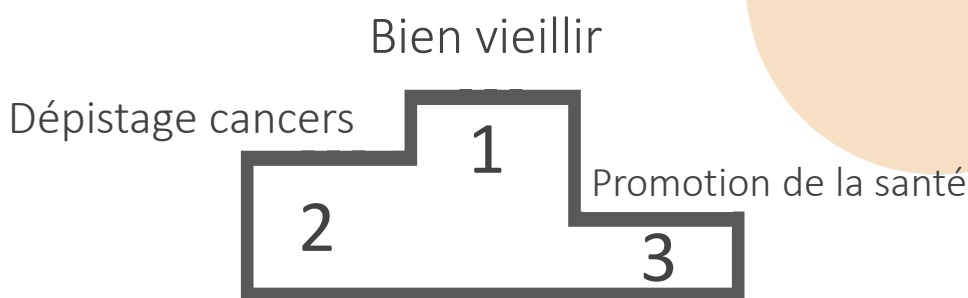 Bien vieillir
Dépistage cancers
1
Promotion de la santé
2
3